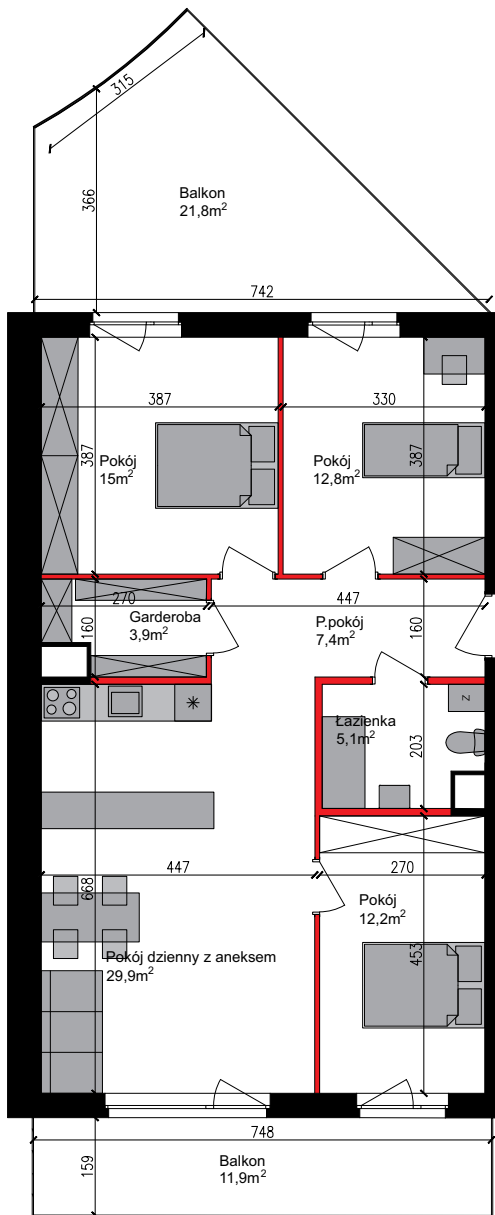 315
366
Balkon
21,8m²
742
387
330
387
Pokój
15m²
Pokój
12,8m²
387
270
Garderoba
3,9m²
160
447
P.pokój
7,4m²
160
Łazienka
5,1m²
Z
203
447
270
668
Pokój
12,2m²
Pokój dzienny z aneksem
29,9m²
453
748
159
Balkon
11,9m²